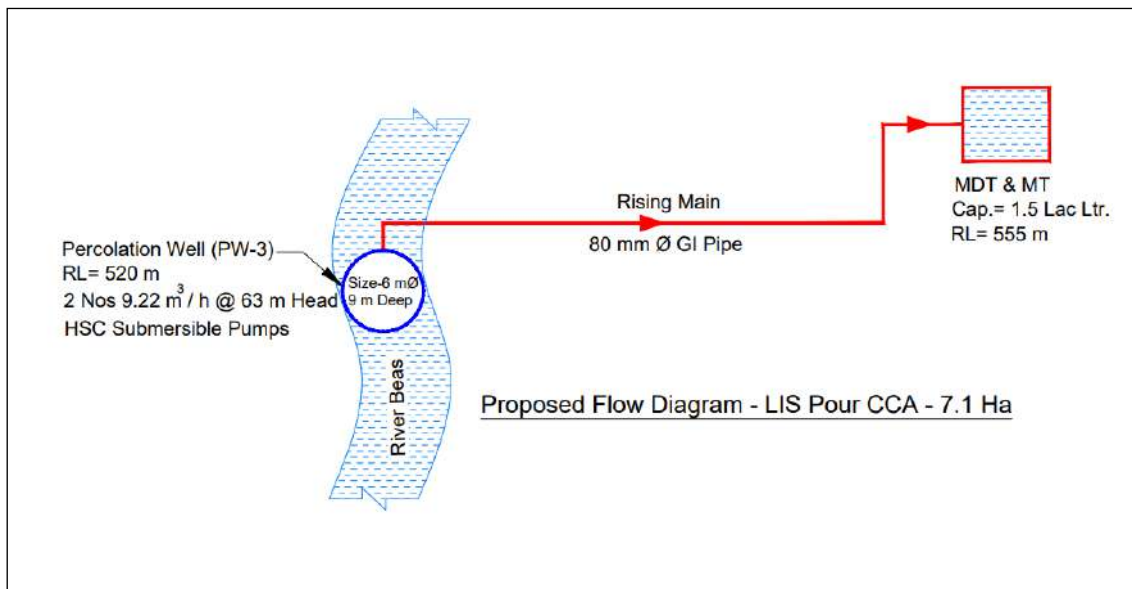 MDT & MT
Cap.= 1.5 Lac Ltr.
RL= 555 m
Rising Main
80 mm Ø GI Pipe
Percolation Well (PW-3)
RL= 520 m
2 Nos 9.22 m³/ h @ 63 m Head
HSC Submersible Pumps
Size-6 mØ
9 m Deep
River Beas
Proposed Flow Diagram - LIS Pour CCA - 7.1 Ha